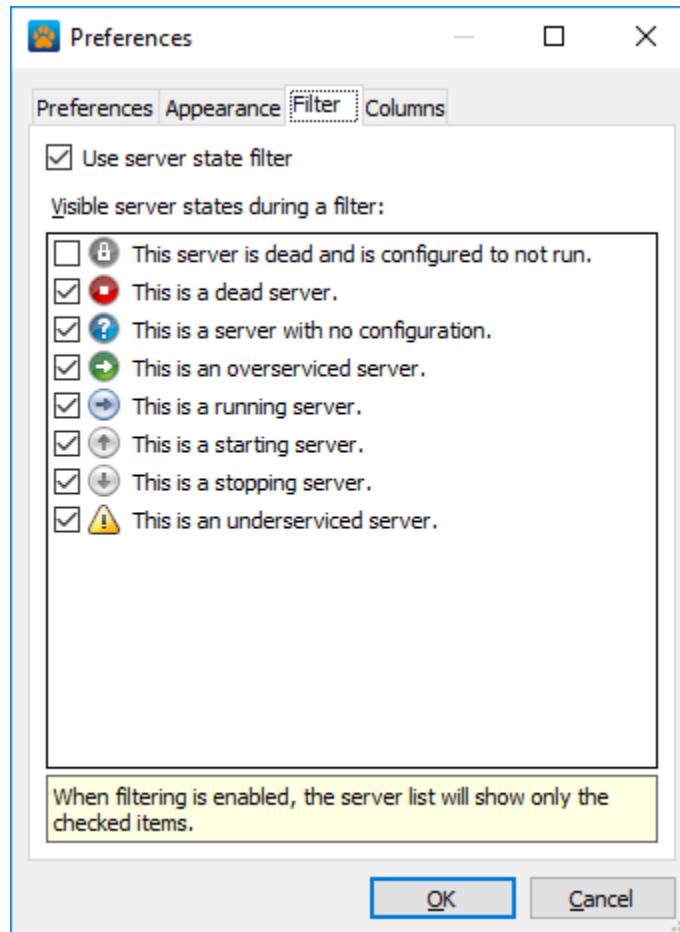 Preferences
Preferences Appearance Filter Columns
Use server state filter
Visible server states during a filter:
This server is dead and is configured to not run.
This is a dead server.
This is a server with no configuration.
This is an overserviced server.
This is a running server.
This is a starting server.
This is a stopping server.
This is an underserviced server.
When filtering is enabled, the server list will show only the
checked items.
OK Cancel